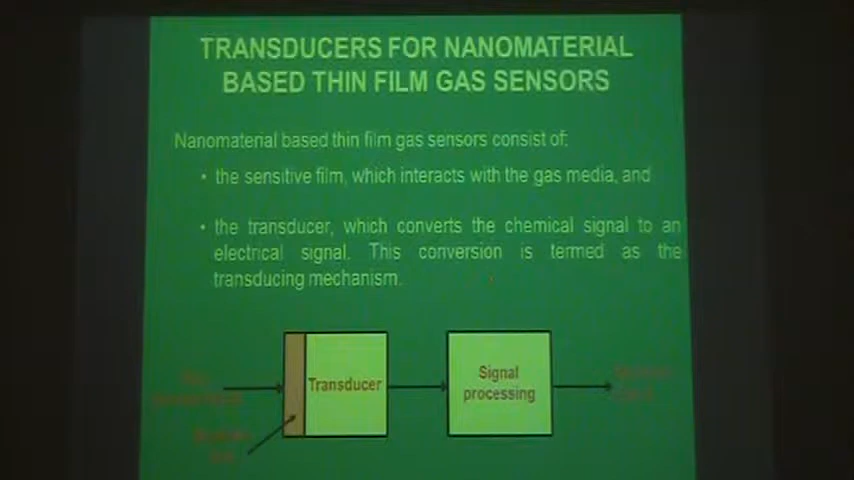 TRANSDUCERS FOR NANOMATERIAL
BASED THIN FILM GAS SENSORS
Nanomaterial based thin film gas sensors consist of:
• the sensitive film, which interacts with the gas media, and
• the transducer, which converts the chemical signal to an
electrical signal. This conversion is termed as the
transducing mechanism.
Transducer
Signal
processing